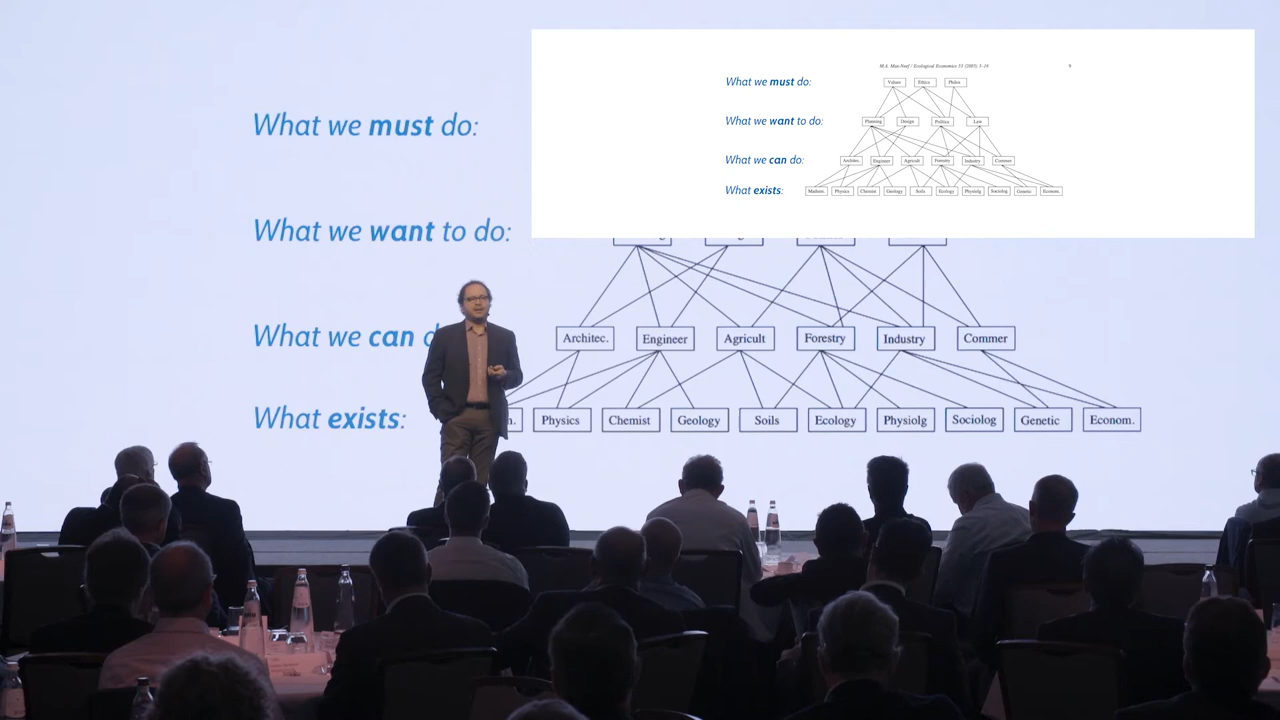 M.A. Max-Neef / Ecological Economics 53 (2005) 5–16
What we must do:
Values Ethics Philos
What we want to do:
Planning Design Politics Law
What we can do:
Architec. Engineer Agricult Forestry Industry Commer
What exists:
Mathem. Physics Chemist Geology Soils Ecology Physiolg Sociolog Genetic Econom.
What we must do:
What we want to do:
What we can d
Architec. Engineer Agricult Forestry Industry Commer
What exists:
Physics Chemist Geology Soils Ecology Physiolg Sociolog Genetic Econom.